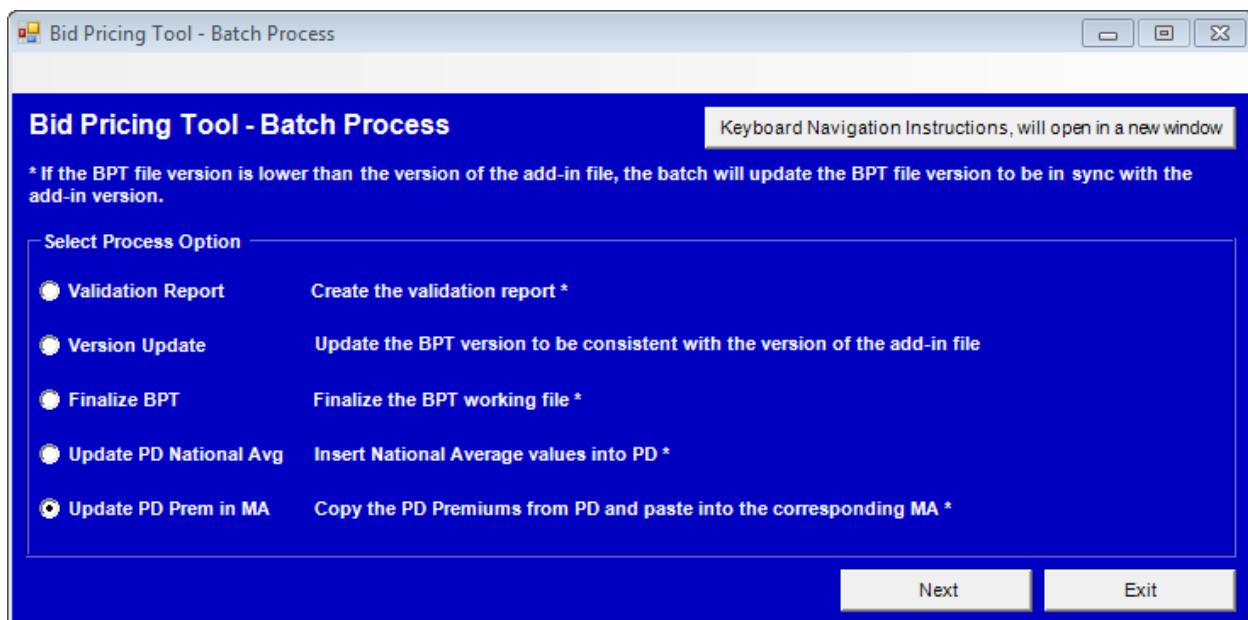 Bid Pricing Tool - Batch Process
Bid Pricing Tool - Batch Process
Keyboard Navigation Instructions, will open in a new window
* If the BPT file version is lower than the version of the add-in file, the batch will update the BPT file version to be in sync with the
add-in version.
Select Process Option
Validation Report Create the validation report *
Version Update Update the BPT version to be consistent with the version of the add-in file
Finalize BPT Finalize the BPT working file *
Update PD National Avg Insert National Average values into PD *
Update PD Prem in MA Copy the PD Premiums from PD and paste into the corresponding MA *
Next Exit